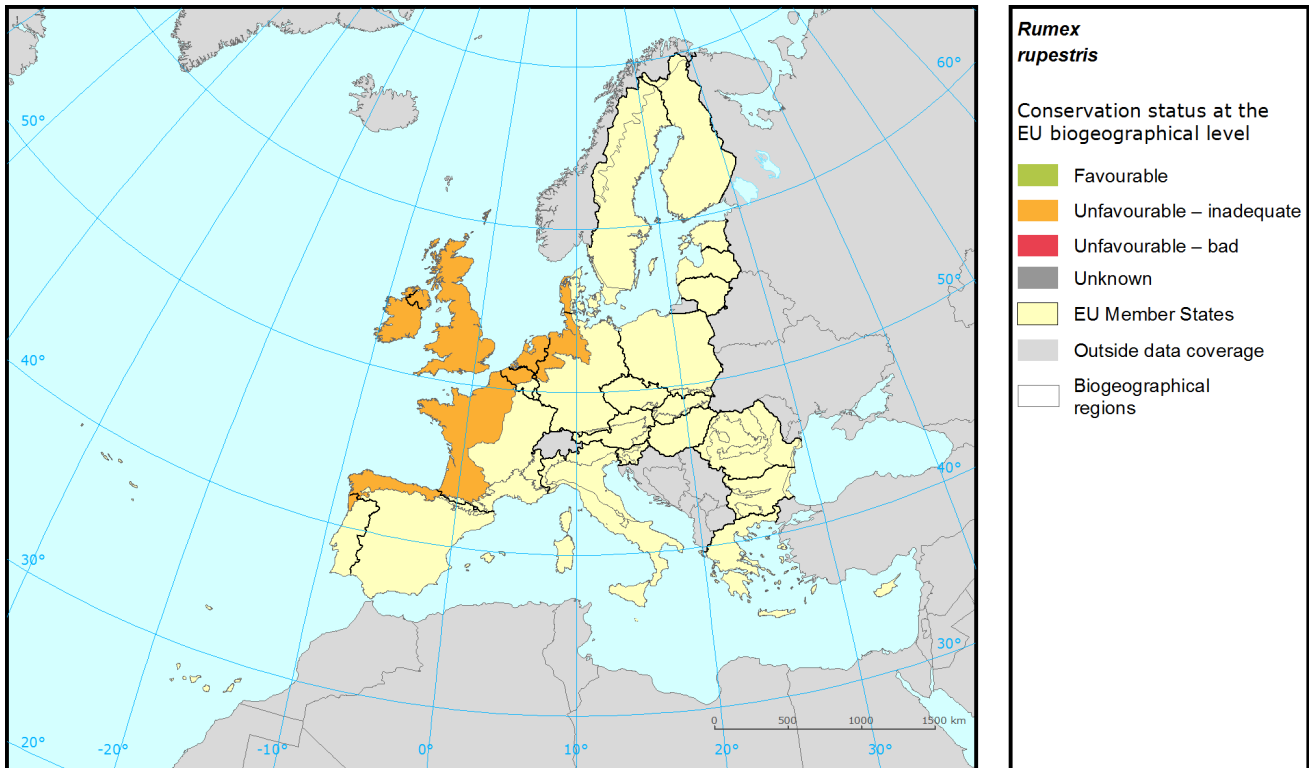 60°
50°
50°
40°
40°
30°
30°
20°
-20°
-10°
0°
10°
20°
30°
0 500 1000 1500 km
Rumex
rupestris
Conservation status at the
EU biogeographical level
Favourable
Unfavourable – inadequate
Unfavourable – bad
Unknown
EU Member States
Outside data coverage
Biogeographical
regions